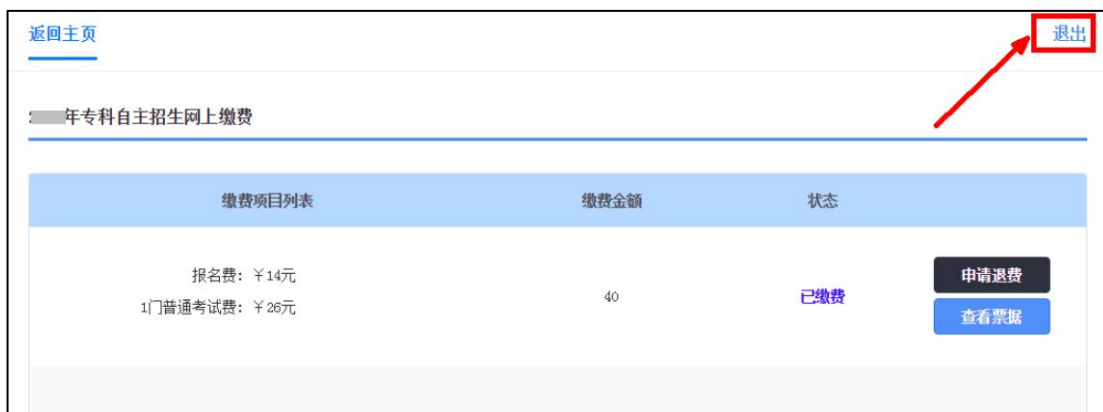 返回主页
退出
年专科自主招生网上缴费
缴费项目列表 缴费金额 状态
报名费：￥14元
1门普通考试费：￥26元
40
已缴费
申请退费
查看票据